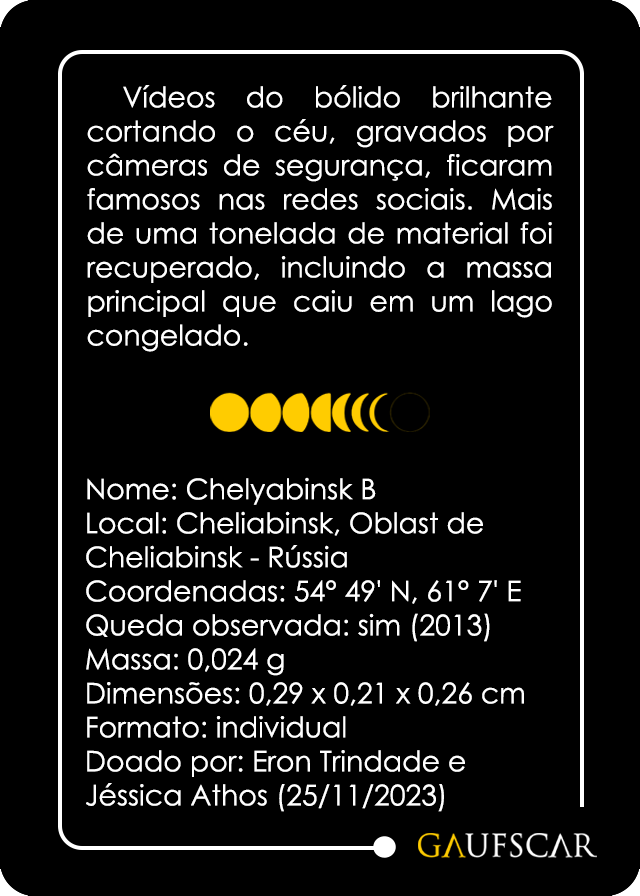 Vídeos do bólido brilhante
cortando o céu, gravados por
câmeras de segurança, ficaram
famosos nas redes sociais. Mais
de uma tonelada de material foi
recuperado, incluindo a massa
principal que caiu em um lago
congelado.
Nome: Chelyabinsk B
Local: Cheliabinsk, Oblast de
Cheliabinsk - Rússia
Coordenadas: 54° 49' N, 61° 7' E
Queda observada: sim (2013)
Massa: 0,024 g
Dimensões: 0,29 x 0,21 x 0,26 cm
Formato: individual
Doado por: Eron Trindade e
Jéssica Athos (25/11/2023)
GAUFSCAR